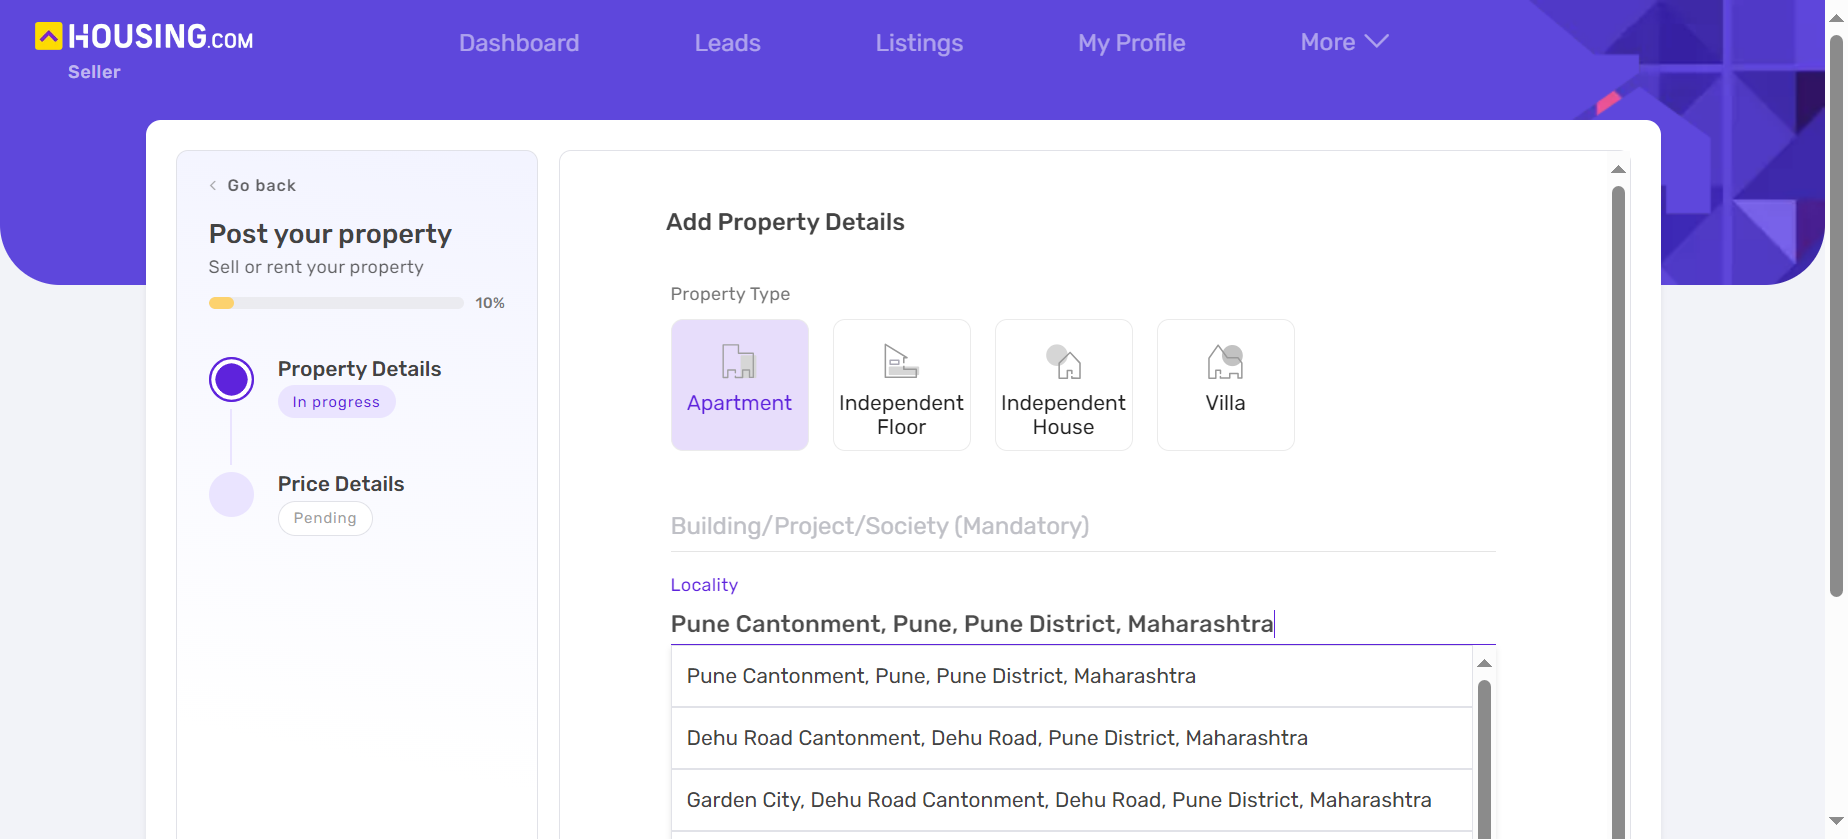 HOUSING.COM
Seller
Dashboard
Leads
Listings
My Profile
More
Go back
Post your property
Sell or rent your property
10%
Property Details
In progress
Price Details
Pending
Add Property Details
Property Type
Apartment
Independent
Floor
Independent
House
Villa
Building/Project/Society (Mandatory)
Locality
Pune Cantonment, Pune, Pune District, Maharashtra
Pune Cantonment, Pune, Pune District, Maharashtra
Dehu Road Cantonment, Dehu Road, Pune District, Maharashtra
Garden City, Dehu Road Cantonment, Dehu Road, Pune District, Maharashtra